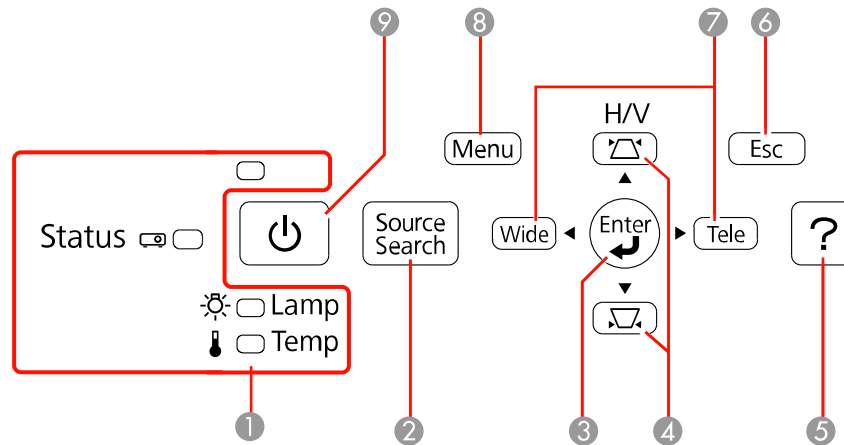 9
8
7
6
H/V
Menu
Esc
Status
Source
Search
Wide
Enter
Tele
?
Lamp
Temp
1
2
3
4
5